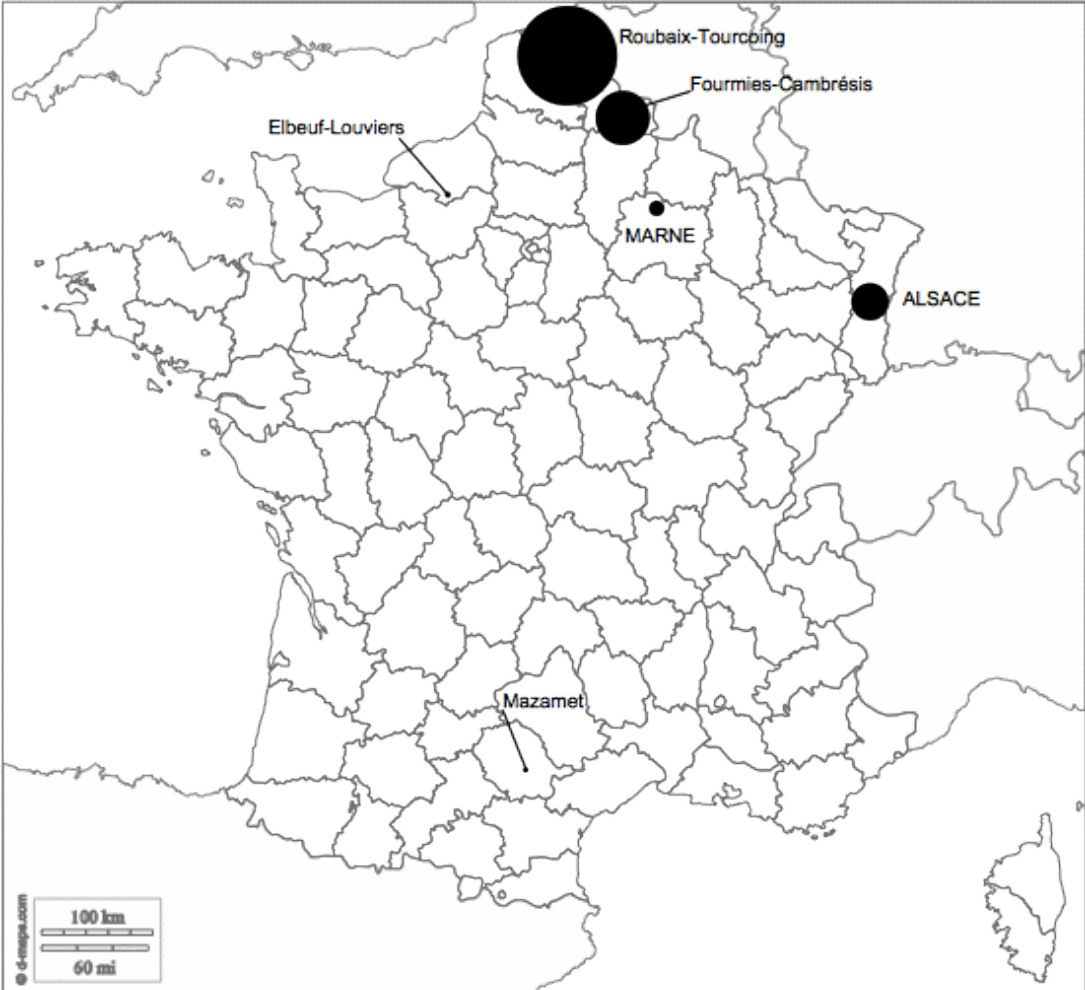 Roubaix-Tourcoing
Fourmies-Cambrésis
Elbeuf-Louviers
MARNE
ALSACE
Mazamet
100 km
60 mi
© d-maps.com